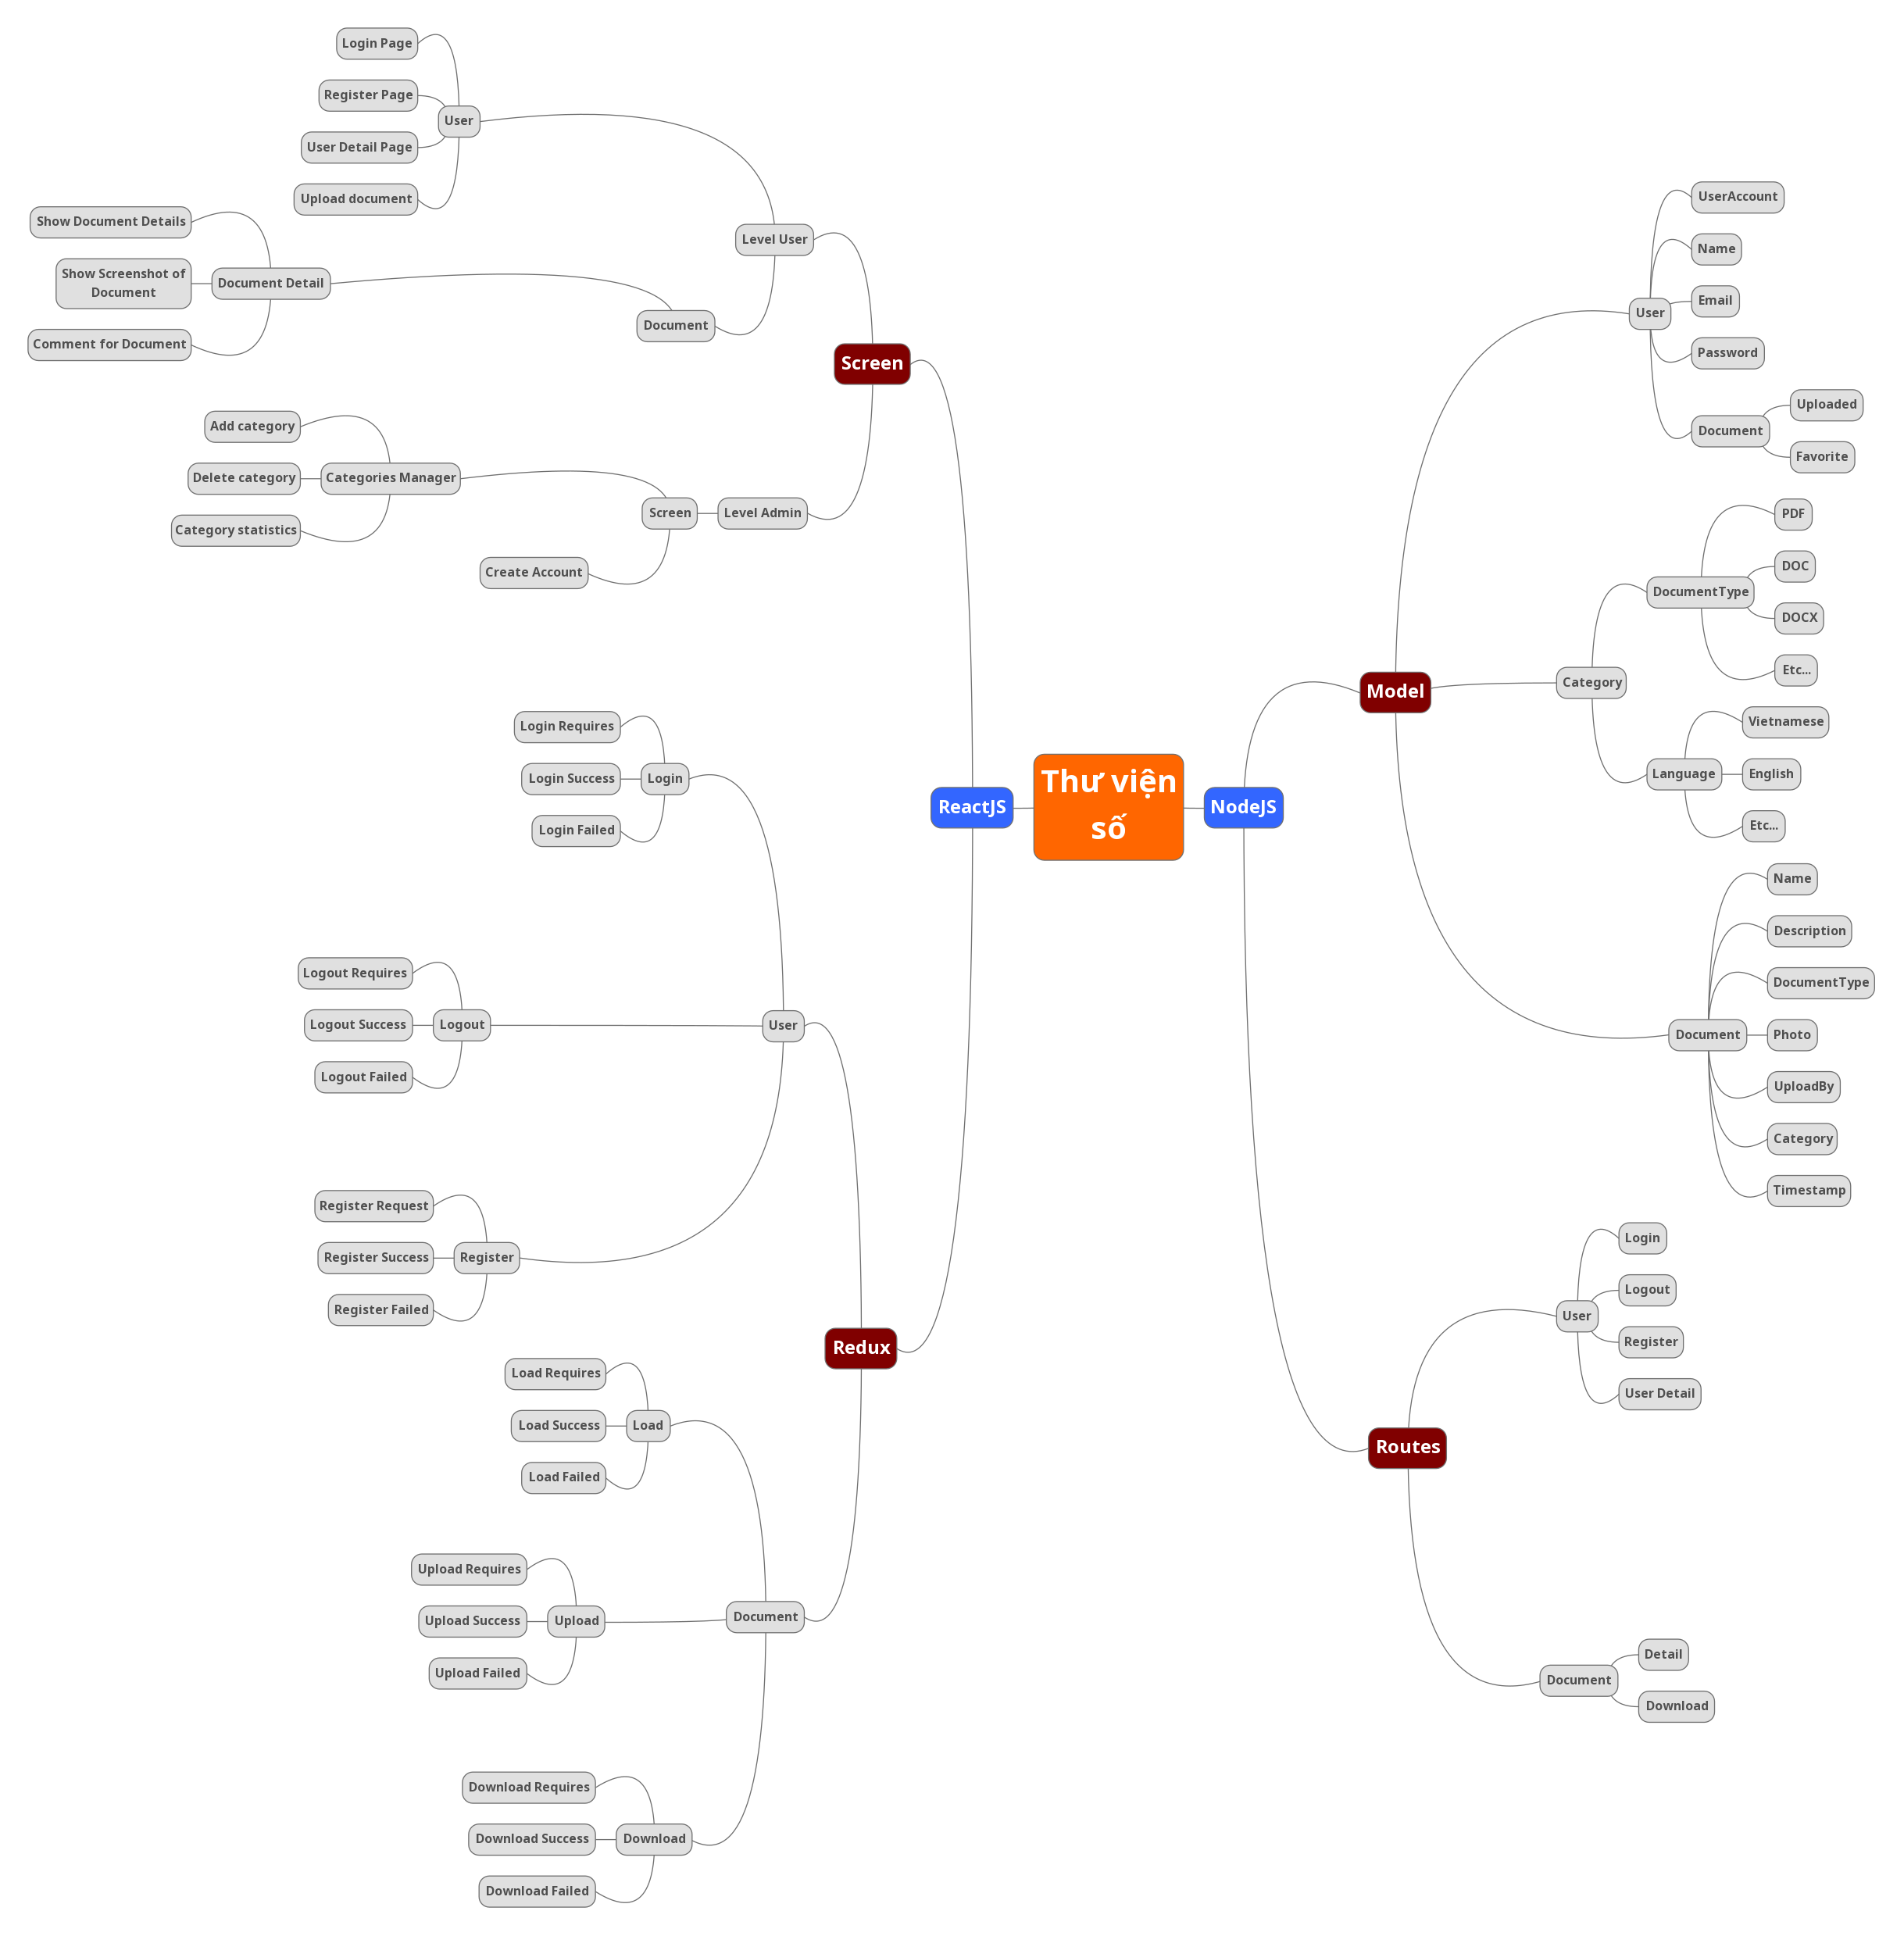 Thư viện
số
ReactJS
Screen
Level User
User
Login Page
Register Page
User Detail Page
Upload document
Document
Document Detail
Show Document Details
Show Screenshot of
Document
Comment for Document
Level Admin
Screen
Categories Manager
Add category
Delete category
Category statistics
Create Account
Redux
User
Login
Login Requires
Login Success
Login Failed
Logout
Logout Requires
Logout Success
Logout Failed
Register
Register Request
Register Success
Register Failed
Document
Load
Load Requires
Load Success
Load Failed
Upload
Upload Requires
Upload Success
Upload Failed
Download
Download Requires
Download Success
Download Failed
NodeJS
Model
User
UserAccount
Name
Email
Password
Document
Uploaded
Favorite
Category
DocumentType
PDF
DOC
DOCX
Etc...
Language
Vietnamese
English
Etc...
Document
Name
Description
DocumentType
Photo
UploadBy
Category
Timestamp
Routes
User
Login
Logout
Register
User Detail
Document
Detail
Download